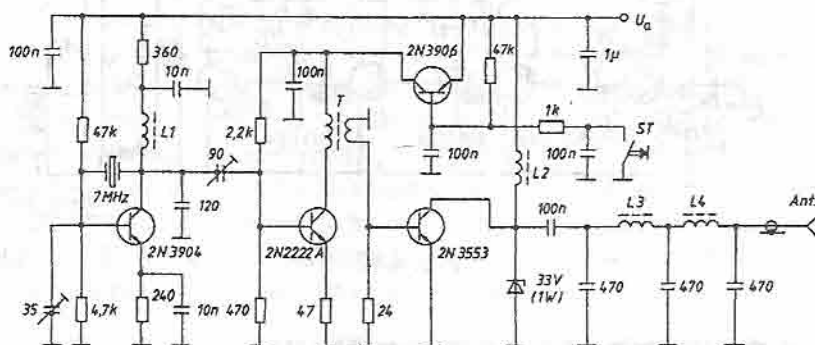 100n
360
10n
47k
L1
7MHz
2N3904
120
90
35
4,7k
240
10n
2,2k
100n
T
2N2222A
470
47
24
2N3906
47k
100n
1k
100n
ST
L2
Ua
1µ
2N3553
100n
33V
(1W)
L3
L4
Ant.
470
470
470